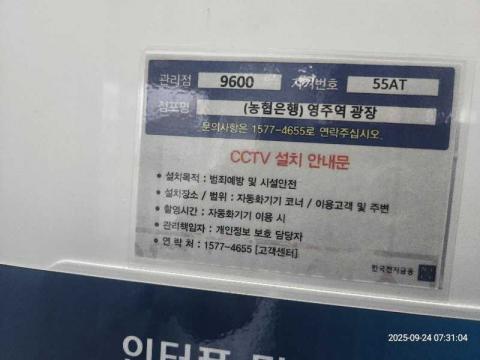 관리점 9600 자기번호 55AT
점포명 (농협은행) 영주역 광장
문의사항은 1577-4655로 연락주십시오.
CCTV 설치 안내문
• 설치목적 : 범죄예방 및 시설안전
• 설치장소 / 범위 : 자동화기기 코너 / 이용고객 및 주변
• 촬영시간 : 자동화기기 이용 시
• 관리책임자 : 개인정보 보호 담당자
• 연 락 처 : 1577-4655 [고객센터]
한국전자금융
2025-09-24 07:31:04
인터폰 및